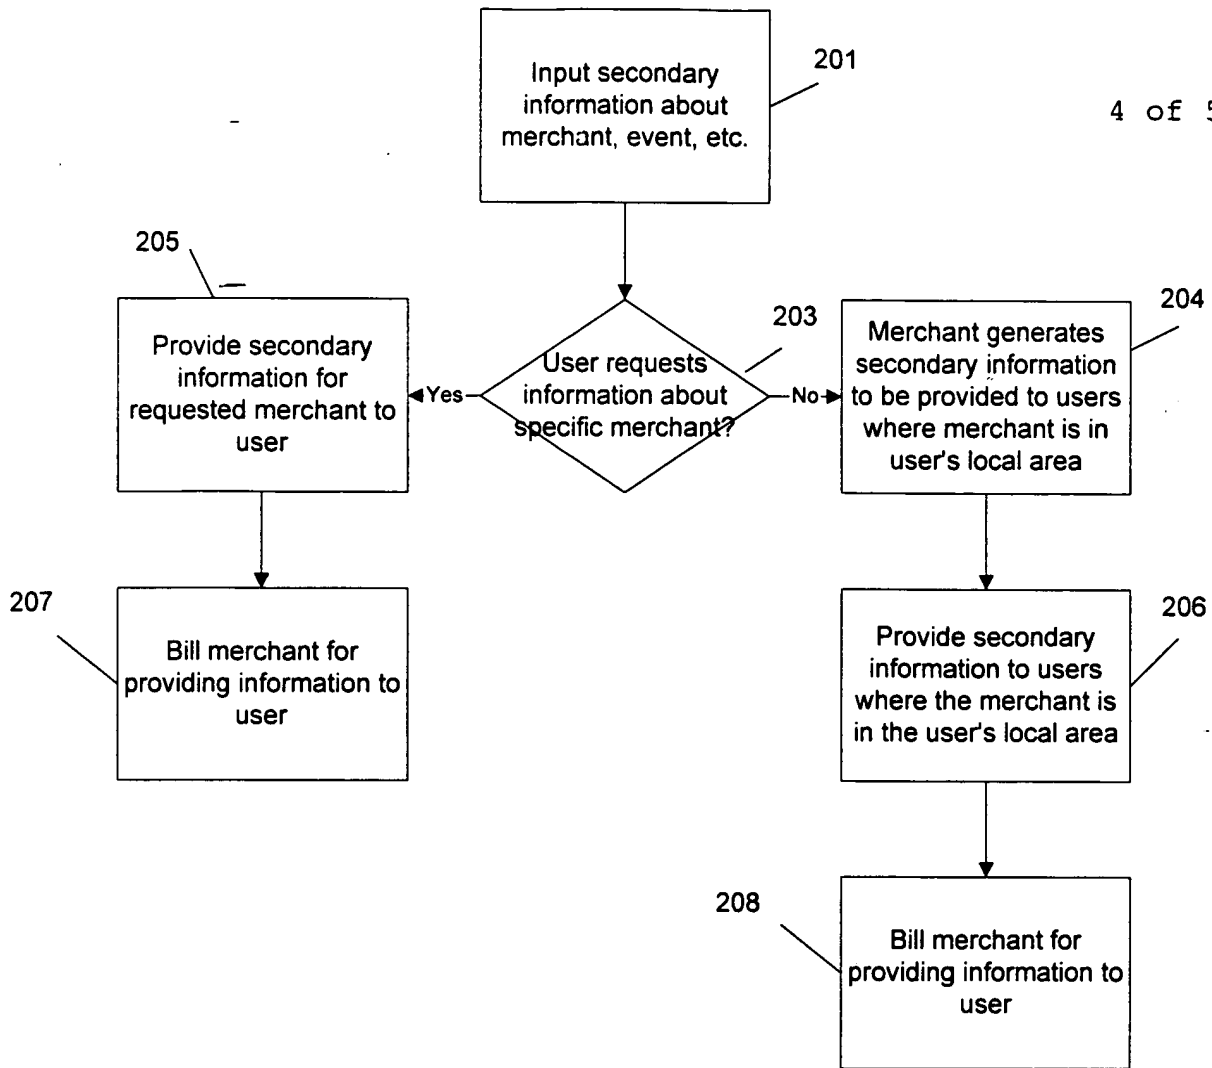 Input secondary
information about
merchant, event, etc.
201
4 of 5
205
Provide secondary
information for
requested merchant to
user
Yes
User requests
information about
specific merchant?
203
No
Merchant generates
secondary information
to be provided to users
where merchant is in
user's local area
204
207
Bill merchant for
providing information to
user
Provide secondary
information to users
where the merchant is
in the user's local area
206
208
Bill merchant for
providing information to
user